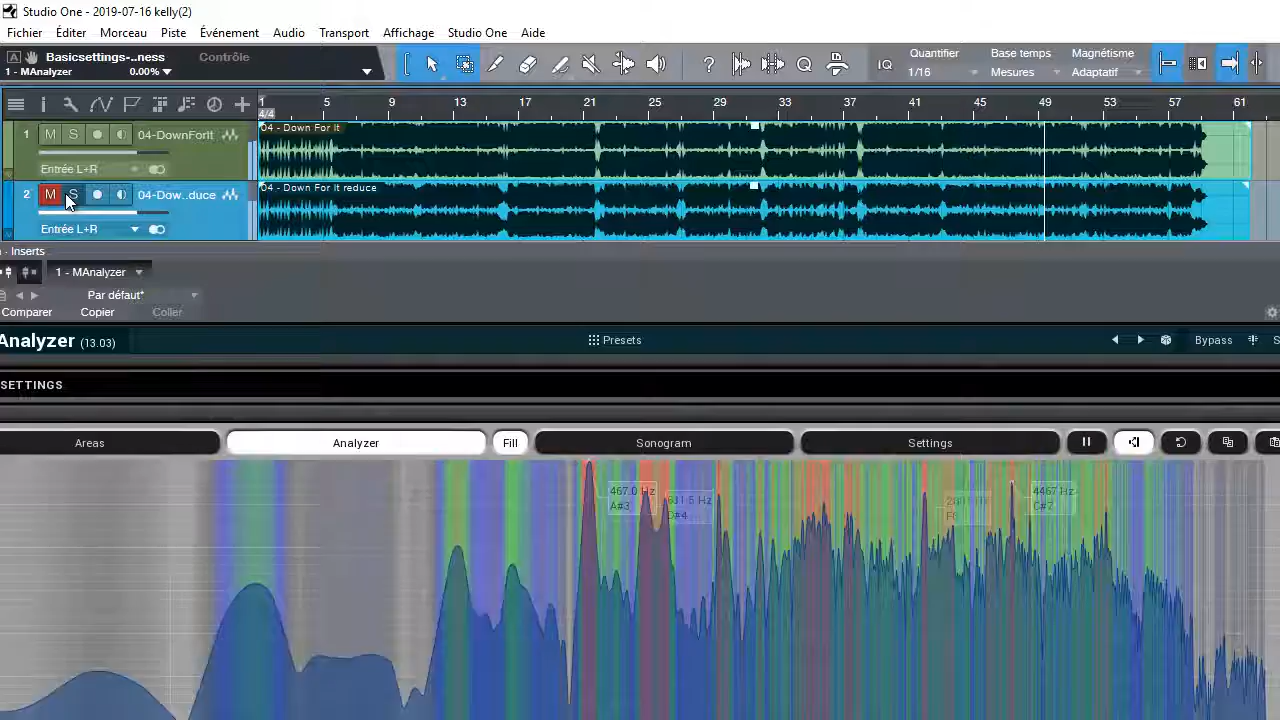 Studio One - 2019-07-16 kelly(2)
Fichier Éditer Morceau Piste Événement Audio Transport Affichage Studio One Aide
A Basicsettings-..ness Contrôle
1 - MAnalyzer 0.00%
IQ Quantifier Base temps Magnétisme
1/16 Mesures Adaptatif
1 5 9 13 17 21 25 29 33 37 41 45 49 53 57 61
4/4
1 M S 04-DownForIt
04 - Down For It
Entrée L+R
2 M S 04-Dow..duce
04 - Down For It reduce
Entrée L+R
- Inserts
1 - MAnalyzer
Par défaut*
Comparer Copier Coller
Analyzer (13.03) Presets Bypass S
SETTINGS
Areas Analyzer Fill Sonogram Settings
467.0 Hz
A#3
631.5 Hz
D#4
4467 Hz
C#7